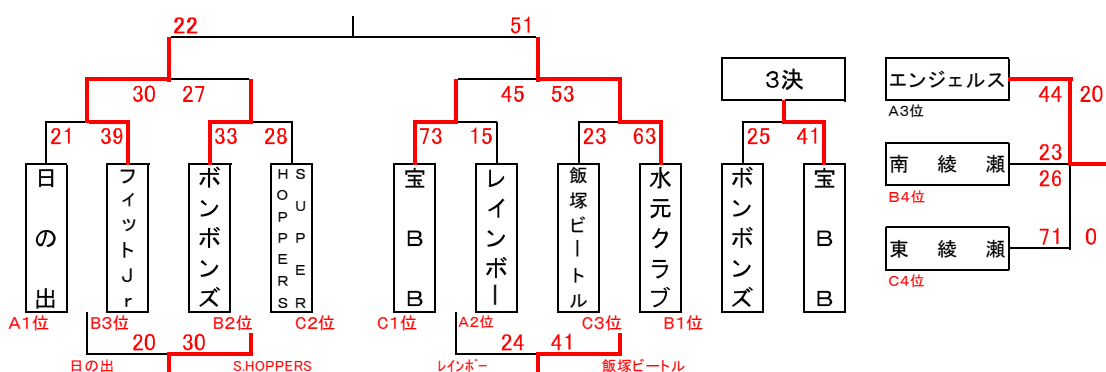 22 51
30 27 45 53 3決 エンジェルス 44 20
A3位
21 39 33 28 73 15 23 63 25 41
南綾瀬 23
26
B4位
東綾瀬 71 0
C4位
日の出
フィットJr
ボンボンズ
SUPER
HOPPERS
宝BB
レインボー
飯塚ビートル
水元クラブ
ボンボンズ
宝BB
A1位 B3位 B2位 C2位 C1位 A2位 C3位 B1位
20 30 24 41
日の出 S.HOPPERS レインボー 飯塚ビートル